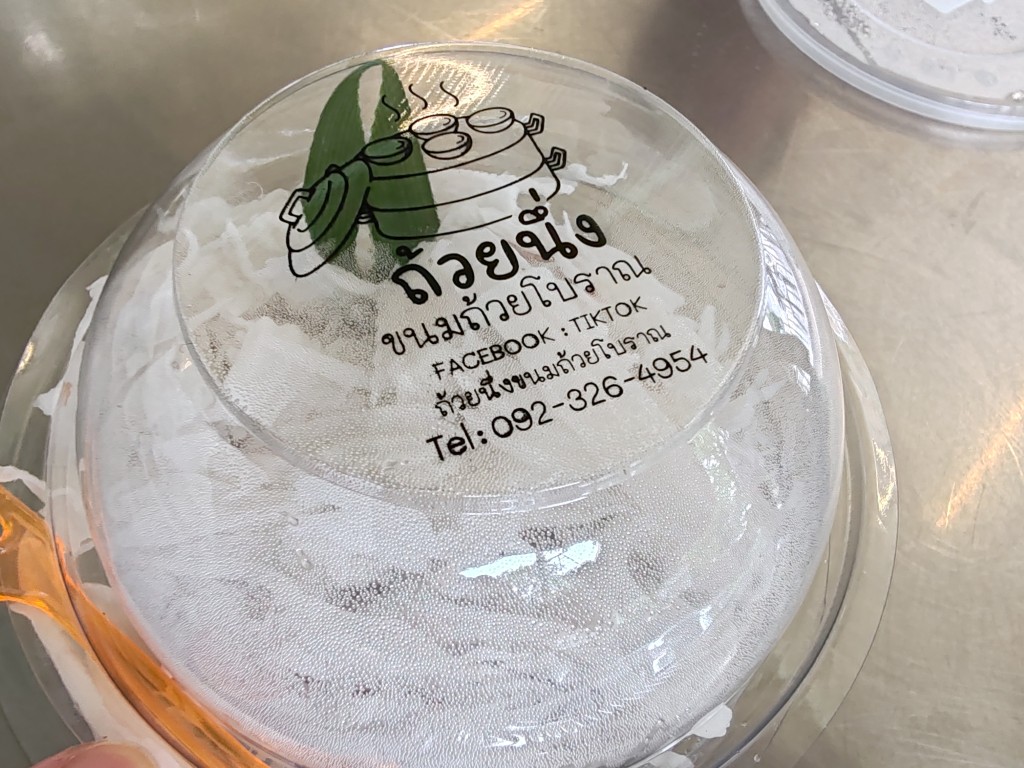 ถ้วยนึ่ง
ขนมถ้วยโบราณ
FACEBOOK : TIKTOK
ถ้วยนึ่งขนมถ้วยโบราณ
Tel: 092-326-4954